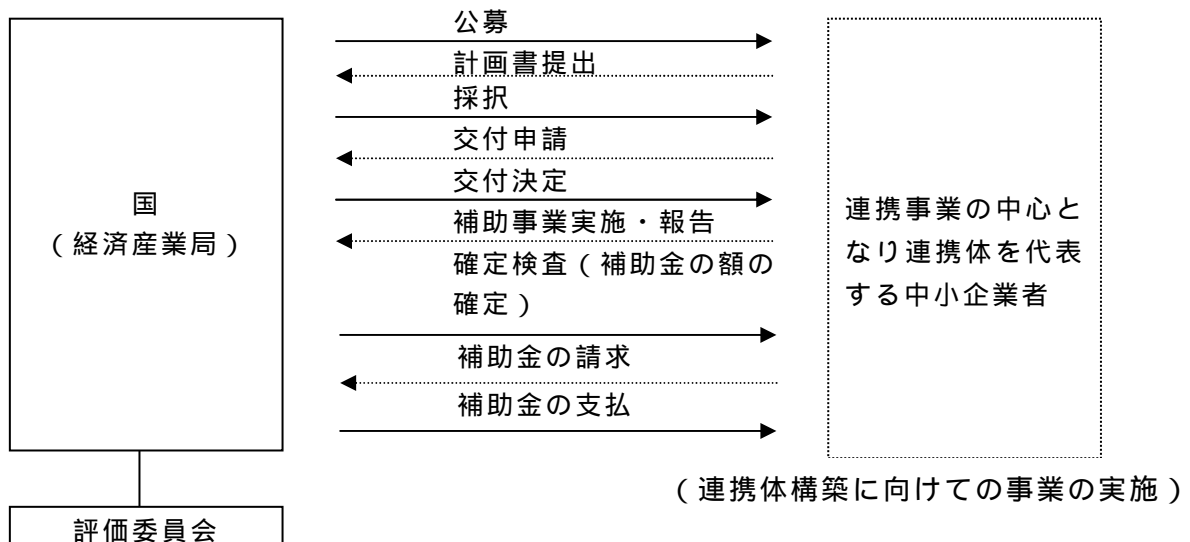 公募
計画書提出
採択
交付申請
交付決定
補助事業実施・報告
確定検査(補助金の額の
確定)
補助金の請求
補助金の支払
国
(経済産業局)
連携事業の中心と
なり連携体を代表
する中小企業者
(連携体構築に向けての事業の実施)
評価委員会